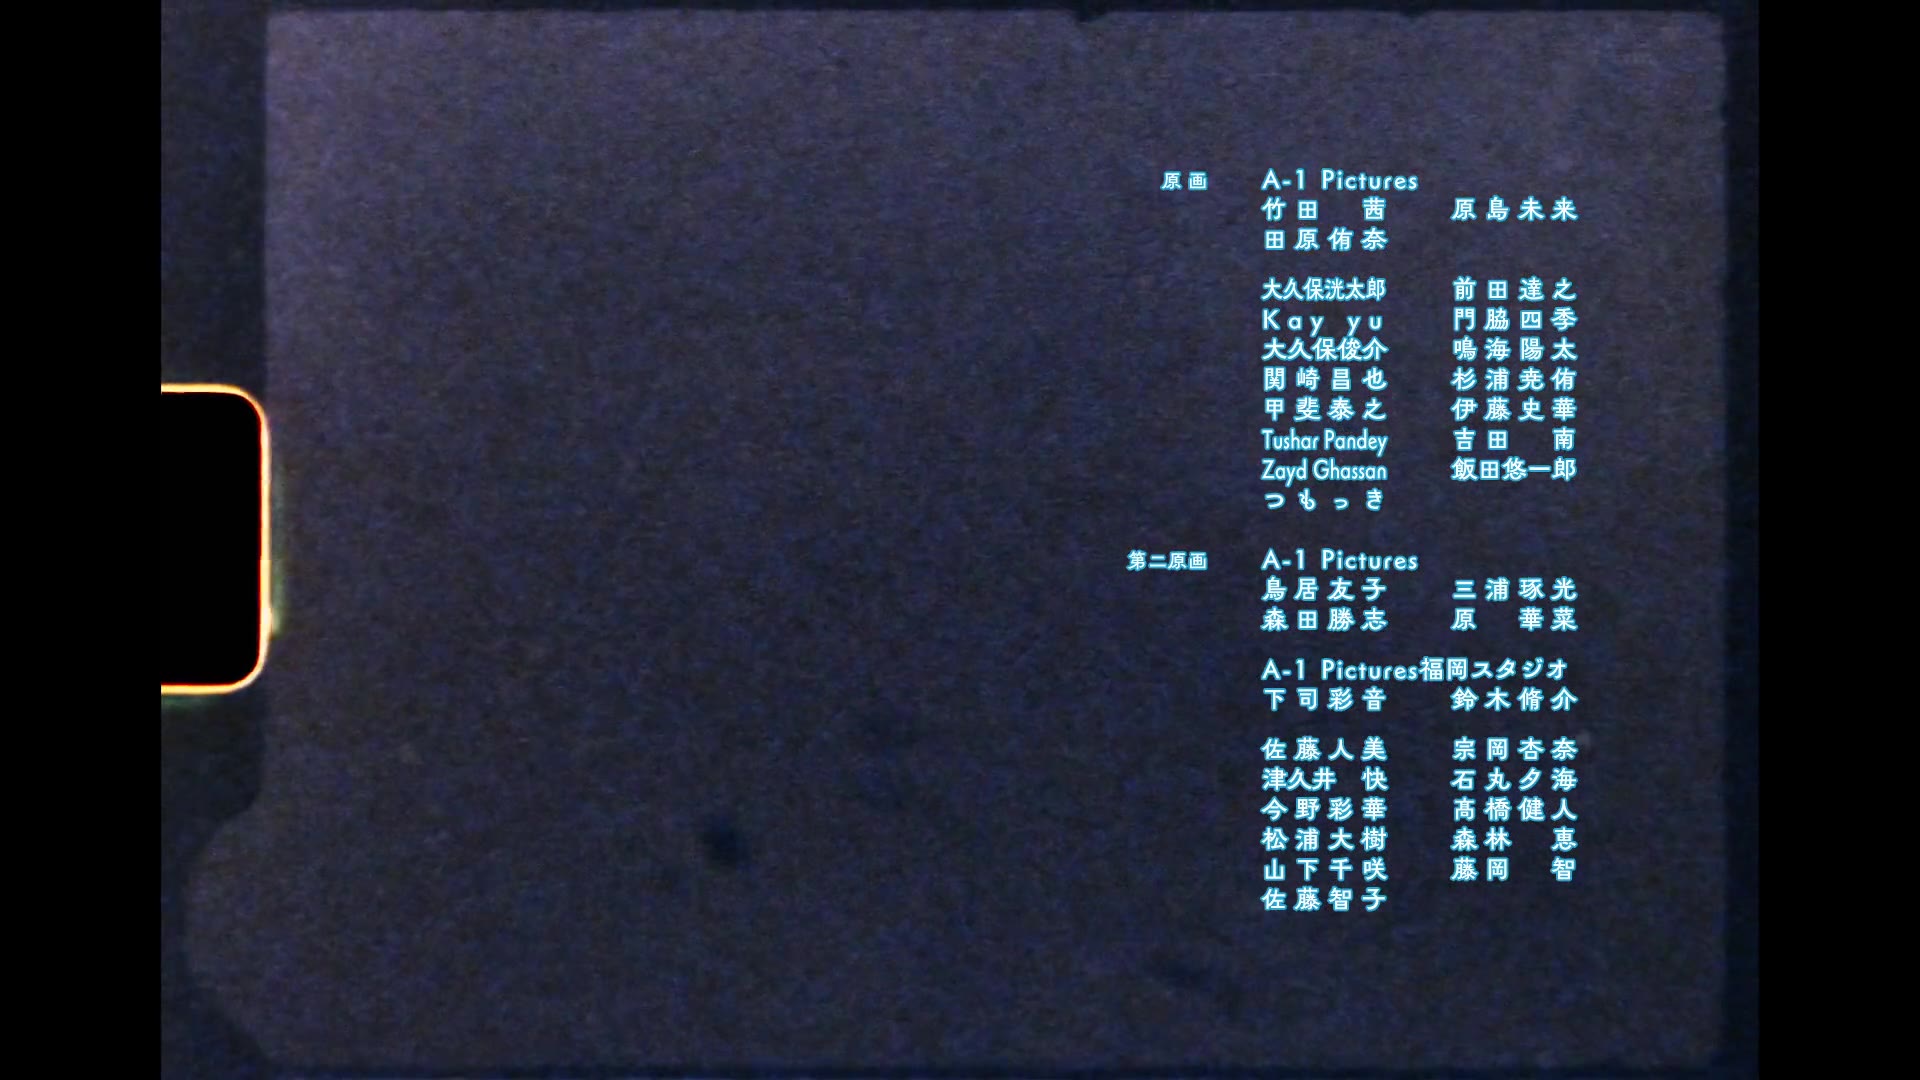 原画 A-1 Pictures
竹田 茜 原島未来
田原侑奈
大久保洸太郎 前田達之
Kay yu 門脇四季
大久保俊介 鳴海陽太
関崎昌也 杉浦尭侑
甲斐泰之 伊藤史華
Tushar Pandey 吉田 南
Zayd Ghassan 飯田悠一郎
つもっき
第二原画 A-1 Pictures
鳥居友子 三浦琢光
森田勝志 原 華菜
A-1 Pictures福岡スタジオ
下司彩音 鈴木脩介
佐藤人美 宗岡杏奈
津久井 快 石丸夕海
今野彩華 髙橋健人
松浦大樹 森林 恵
山下千咲 藤岡 智
佐藤智子